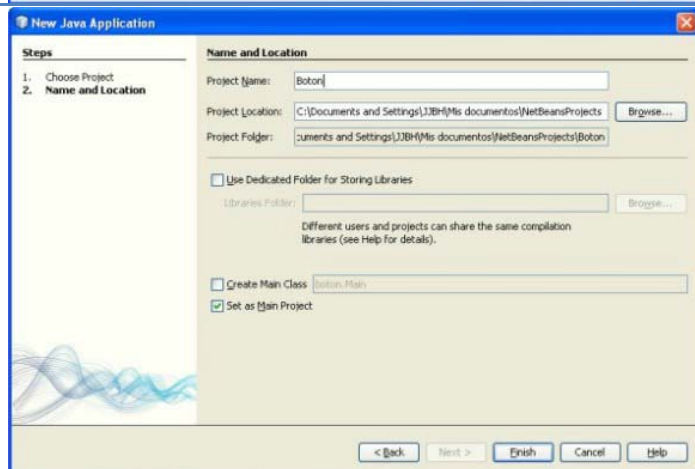 New Java Application
Steps
1. Choose Project
2. Name and Location
Name and Location
Project Name: Boton
Project Location: C:\Documents and Settings\JJBH\Mis documentos\NetBeansProjects Browse...
Project Folder: :uments and Settings\JJBH\Mis documentos\NetBeansProjects\Boton
Use Dedicated Folder for Storing Libraries
Libraries Folder: Browse...
Different users and projects can share the same compilation
libraries (see Help for details).
Create Main Class boton.Main
Set as Main Project
< Back Next > Finish Cancel Help